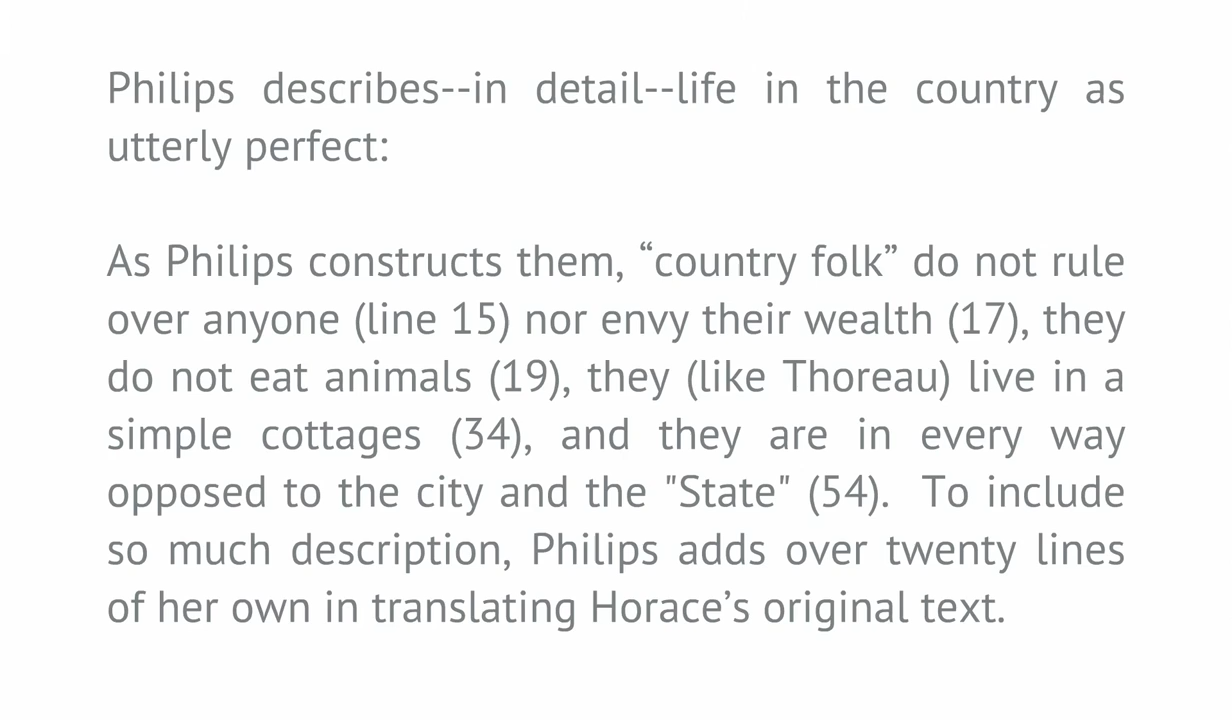 Philips describes--in detail--life in the country as
utterly perfect:
As Philips constructs them, “country folk” do not rule
over anyone (line 15) nor envy their wealth (17), they
do not eat animals (19), they (like Thoreau) live in a
simple cottages (34), and they are in every way
opposed to the city and the "State" (54).  To include
so much description, Philips adds over twenty lines
of her own in translating Horace’s original text.